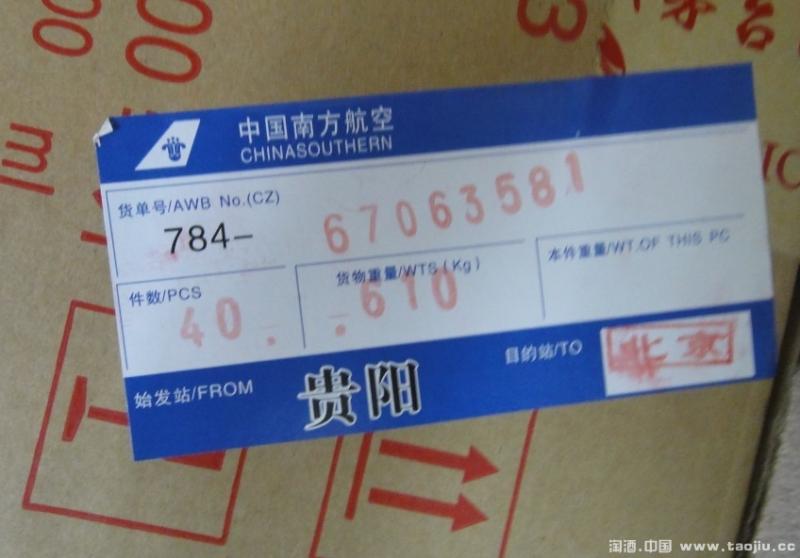 中国南方航空
CHINASOUTHERN
货单号/AWB No.(CZ)
784-
67063581
件数/PCS
40.
货物重量/WTS(Kg)
.610
本件重量/WT.OF THIS PC
始发站/FROM
贵阳
目的站/TO
北京
淘酒.中国 www.taojiu.cc